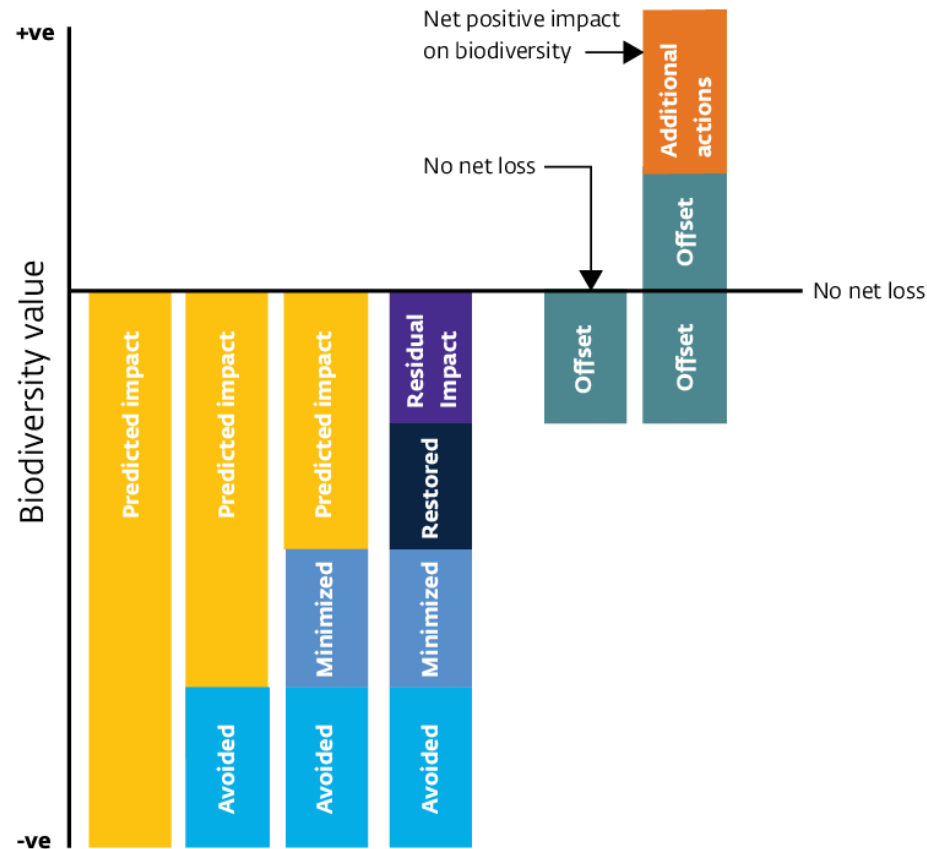 +ve
Net positive impact
on biodiversity
Additional
actions
No net loss
Offset
Biodiversity value
No net loss
Predicted impact
Predicted impact
Predicted impact
Residual
Impact
Offset
Offset
Restored
Minimized
Minimized
Avoided
Avoided
Avoided
-ve